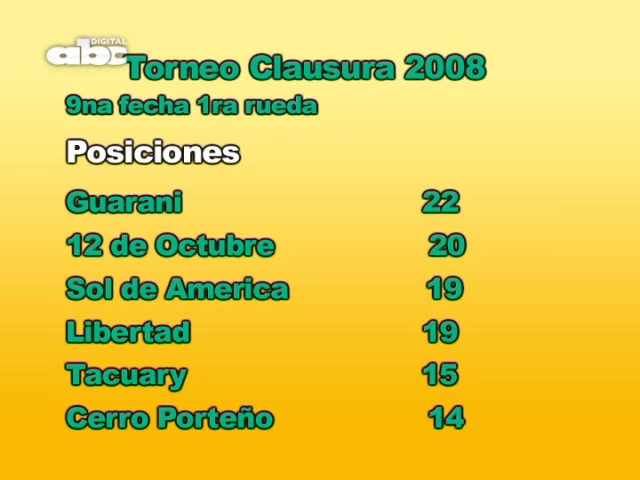 abc DIGITAL
Torneo Clausura 2008
9na fecha 1ra rueda
Posiciones
Guarani 22
12 de Octubre 20
Sol de America 19
Libertad 19
Tacuary 15
Cerro Porteño 14